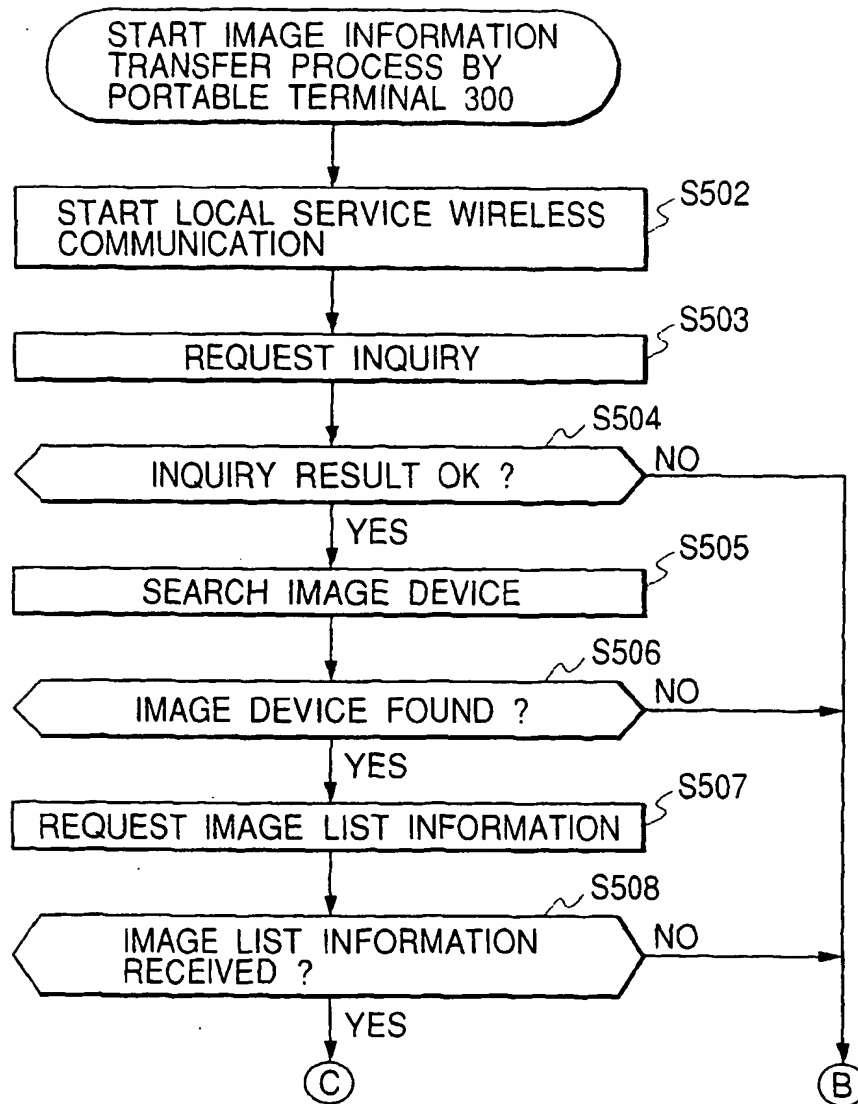 START IMAGE INFORMATION
TRANSFER PROCESS BY
PORTABLE TERMINAL 300
S502
START LOCAL SERVICE WIRELESS
COMMUNICATION
S503
REQUEST INQUIRY
S504
INQUIRY RESULT OK ?
NO
YES
S505
SEARCH IMAGE DEVICE
S506
IMAGE DEVICE FOUND ?
NO
YES
S507
REQUEST IMAGE LIST INFORMATION
S508
IMAGE LIST INFORMATION
RECEIVED ?
NO
YES
C
B